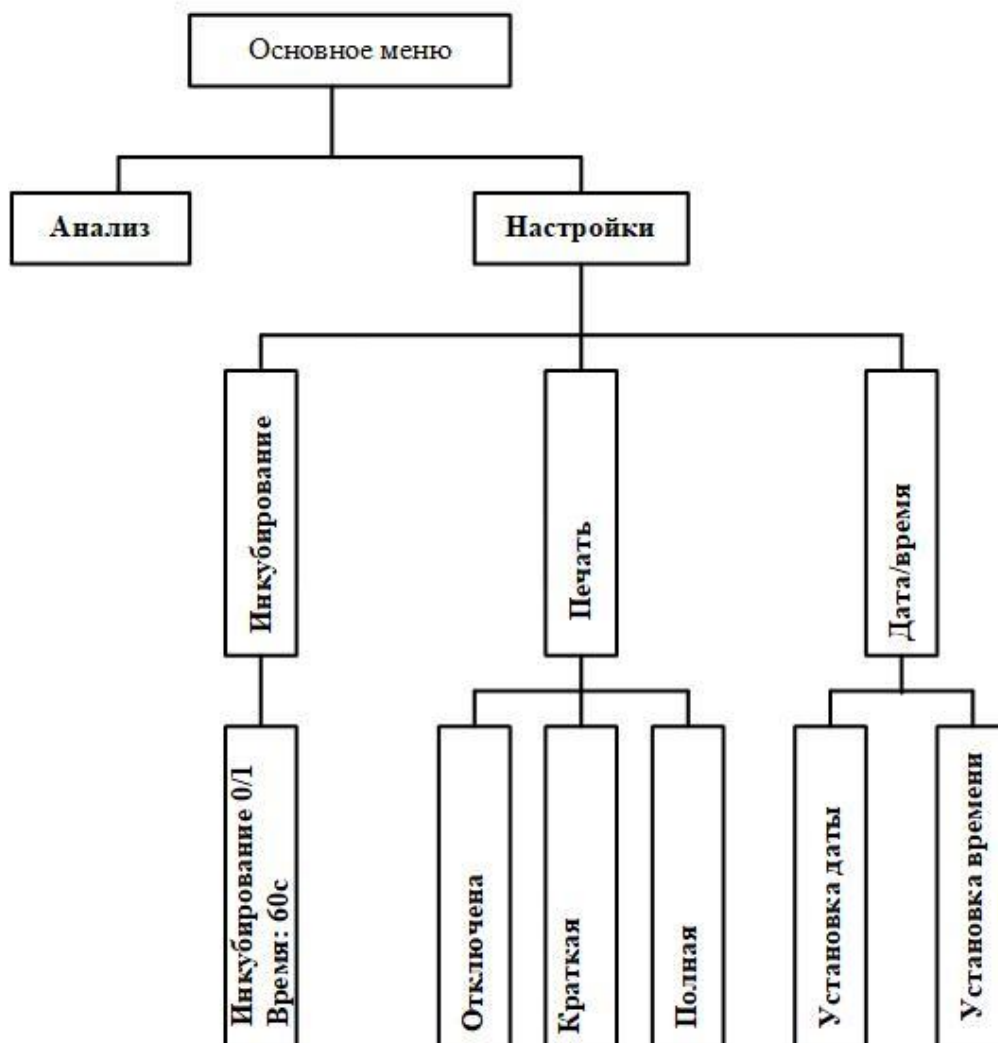 Основное меню
Анализ
Настройки
Инкубирование
Печать
Дата/время
Инкубирование 0/1
Время: 60с
Отключена
Краткая
Полная
Установка даты
Установка времени